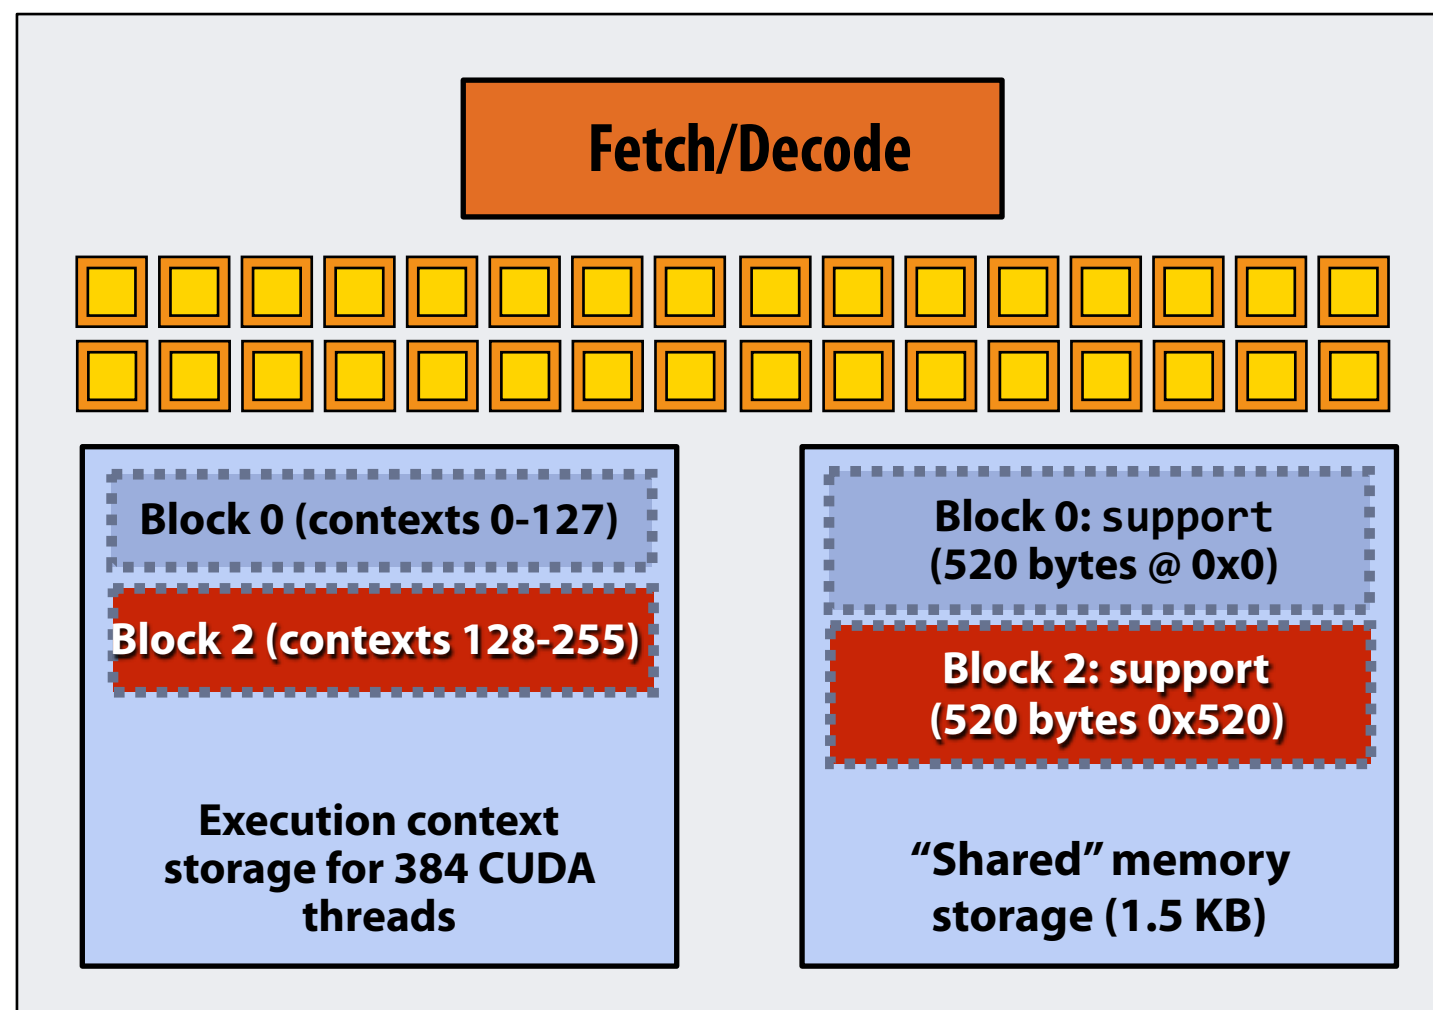 Fetch/Decode
Block 0 (contexts 0-127)
Block 2 (contexts 128-255)
Execution context
storage for 384 CUDA
threads
Block 0: support
(520 bytes @ 0x0)
Block 2: support
(520 bytes 0x520)
“Shared” memory
storage (1.5 KB)